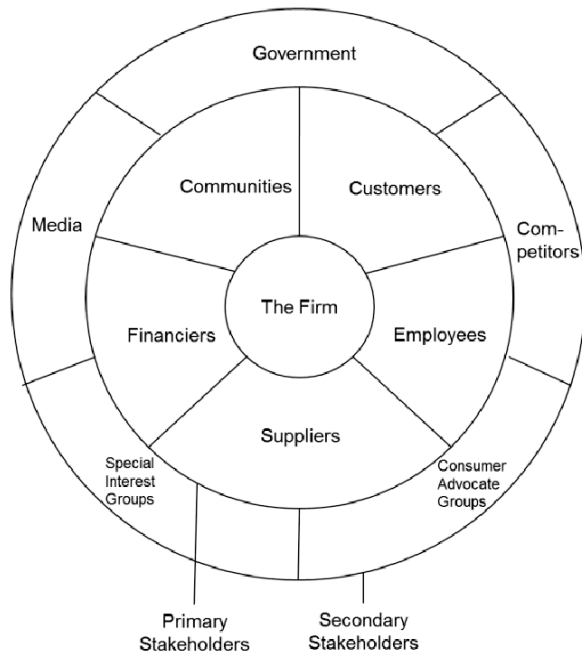 Government
Communities
Customers
Media
Com-
petitors
The Firm
Financiers
Employees
Suppliers
Special
Interest
Groups
Consumer
Advocate
Groups
Primary
Stakeholders
Secondary
Stakeholders